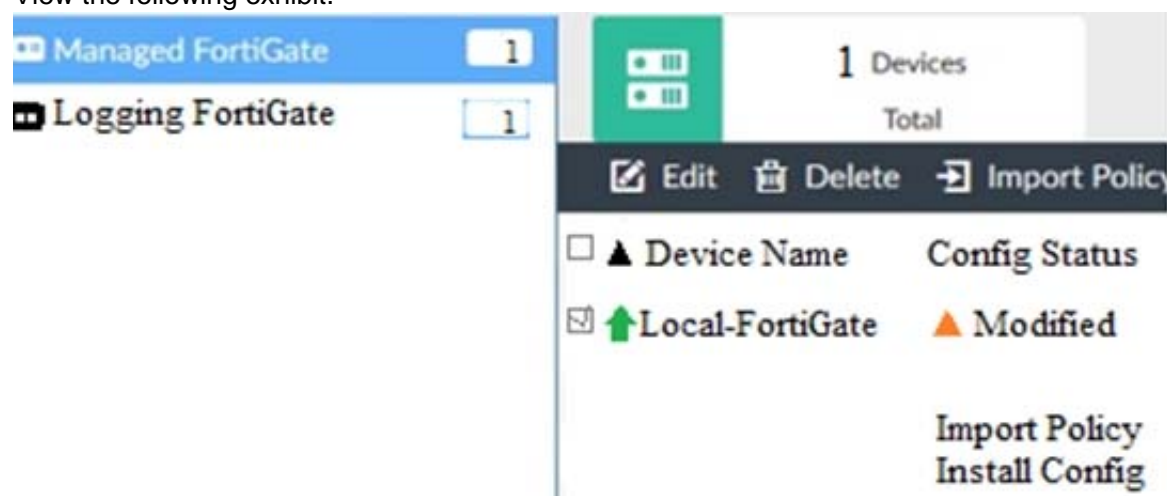 View the following exhibit.
Managed FortiGate 1
Logging FortiGate 1
1 Devices
Total
Edit Delete Import Policy
Device Name Config Status
Local-FortiGate Modified
Import Policy
Install Config